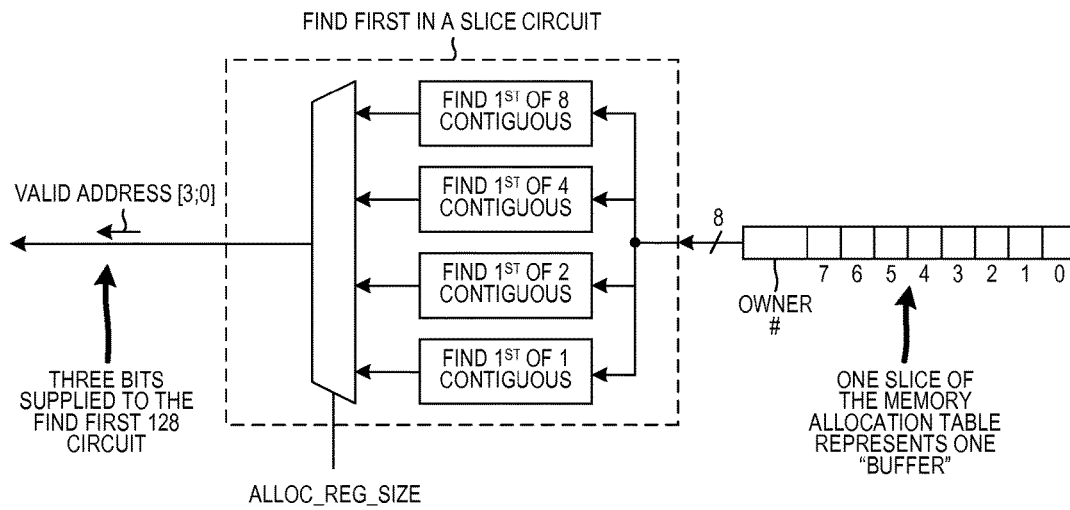 FIND FIRST IN A SLICE CIRCUIT
FIND 1ST OF 8
CONTIGUOUS
FIND 1ST OF 4
CONTIGUOUS
FIND 1ST OF 2
CONTIGUOUS
FIND 1ST OF 1
CONTIGUOUS
VALID ADDRESS [3;0]
THREE BITS
SUPPLIED TO THE
FIND FIRST 128
CIRCUIT
ALLOC_REG_SIZE
8
7 6 5 4 3 2 1 0
OWNER
#
ONE SLICE OF
THE MEMORY
ALLOCATION TABLE
REPRESENTS ONE
“BUFFER”